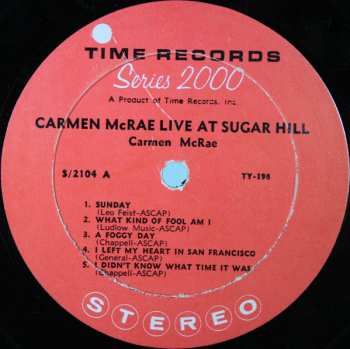 TIME RECORDS
Series 2000
A Product of Time Records, Inc.
CARMEN McRAE LIVE AT SUGAR HILL
Carmen McRae
S/2104 A
TY-198
1. SUNDAY
(Leo Feist-ASCAP)
2. WHAT KIND OF FOOL AM I
(Ludlow Music-ASCAP)
3. A FOGGY DAY
(Chappell-ASCAP)
4. I LEFT MY HEART IN SAN FRANCISCO
(General-ASCAP)
5. I DIDN'T KNOW WHAT TIME IT WAS
(Chappell-ASCAP)
STEREO